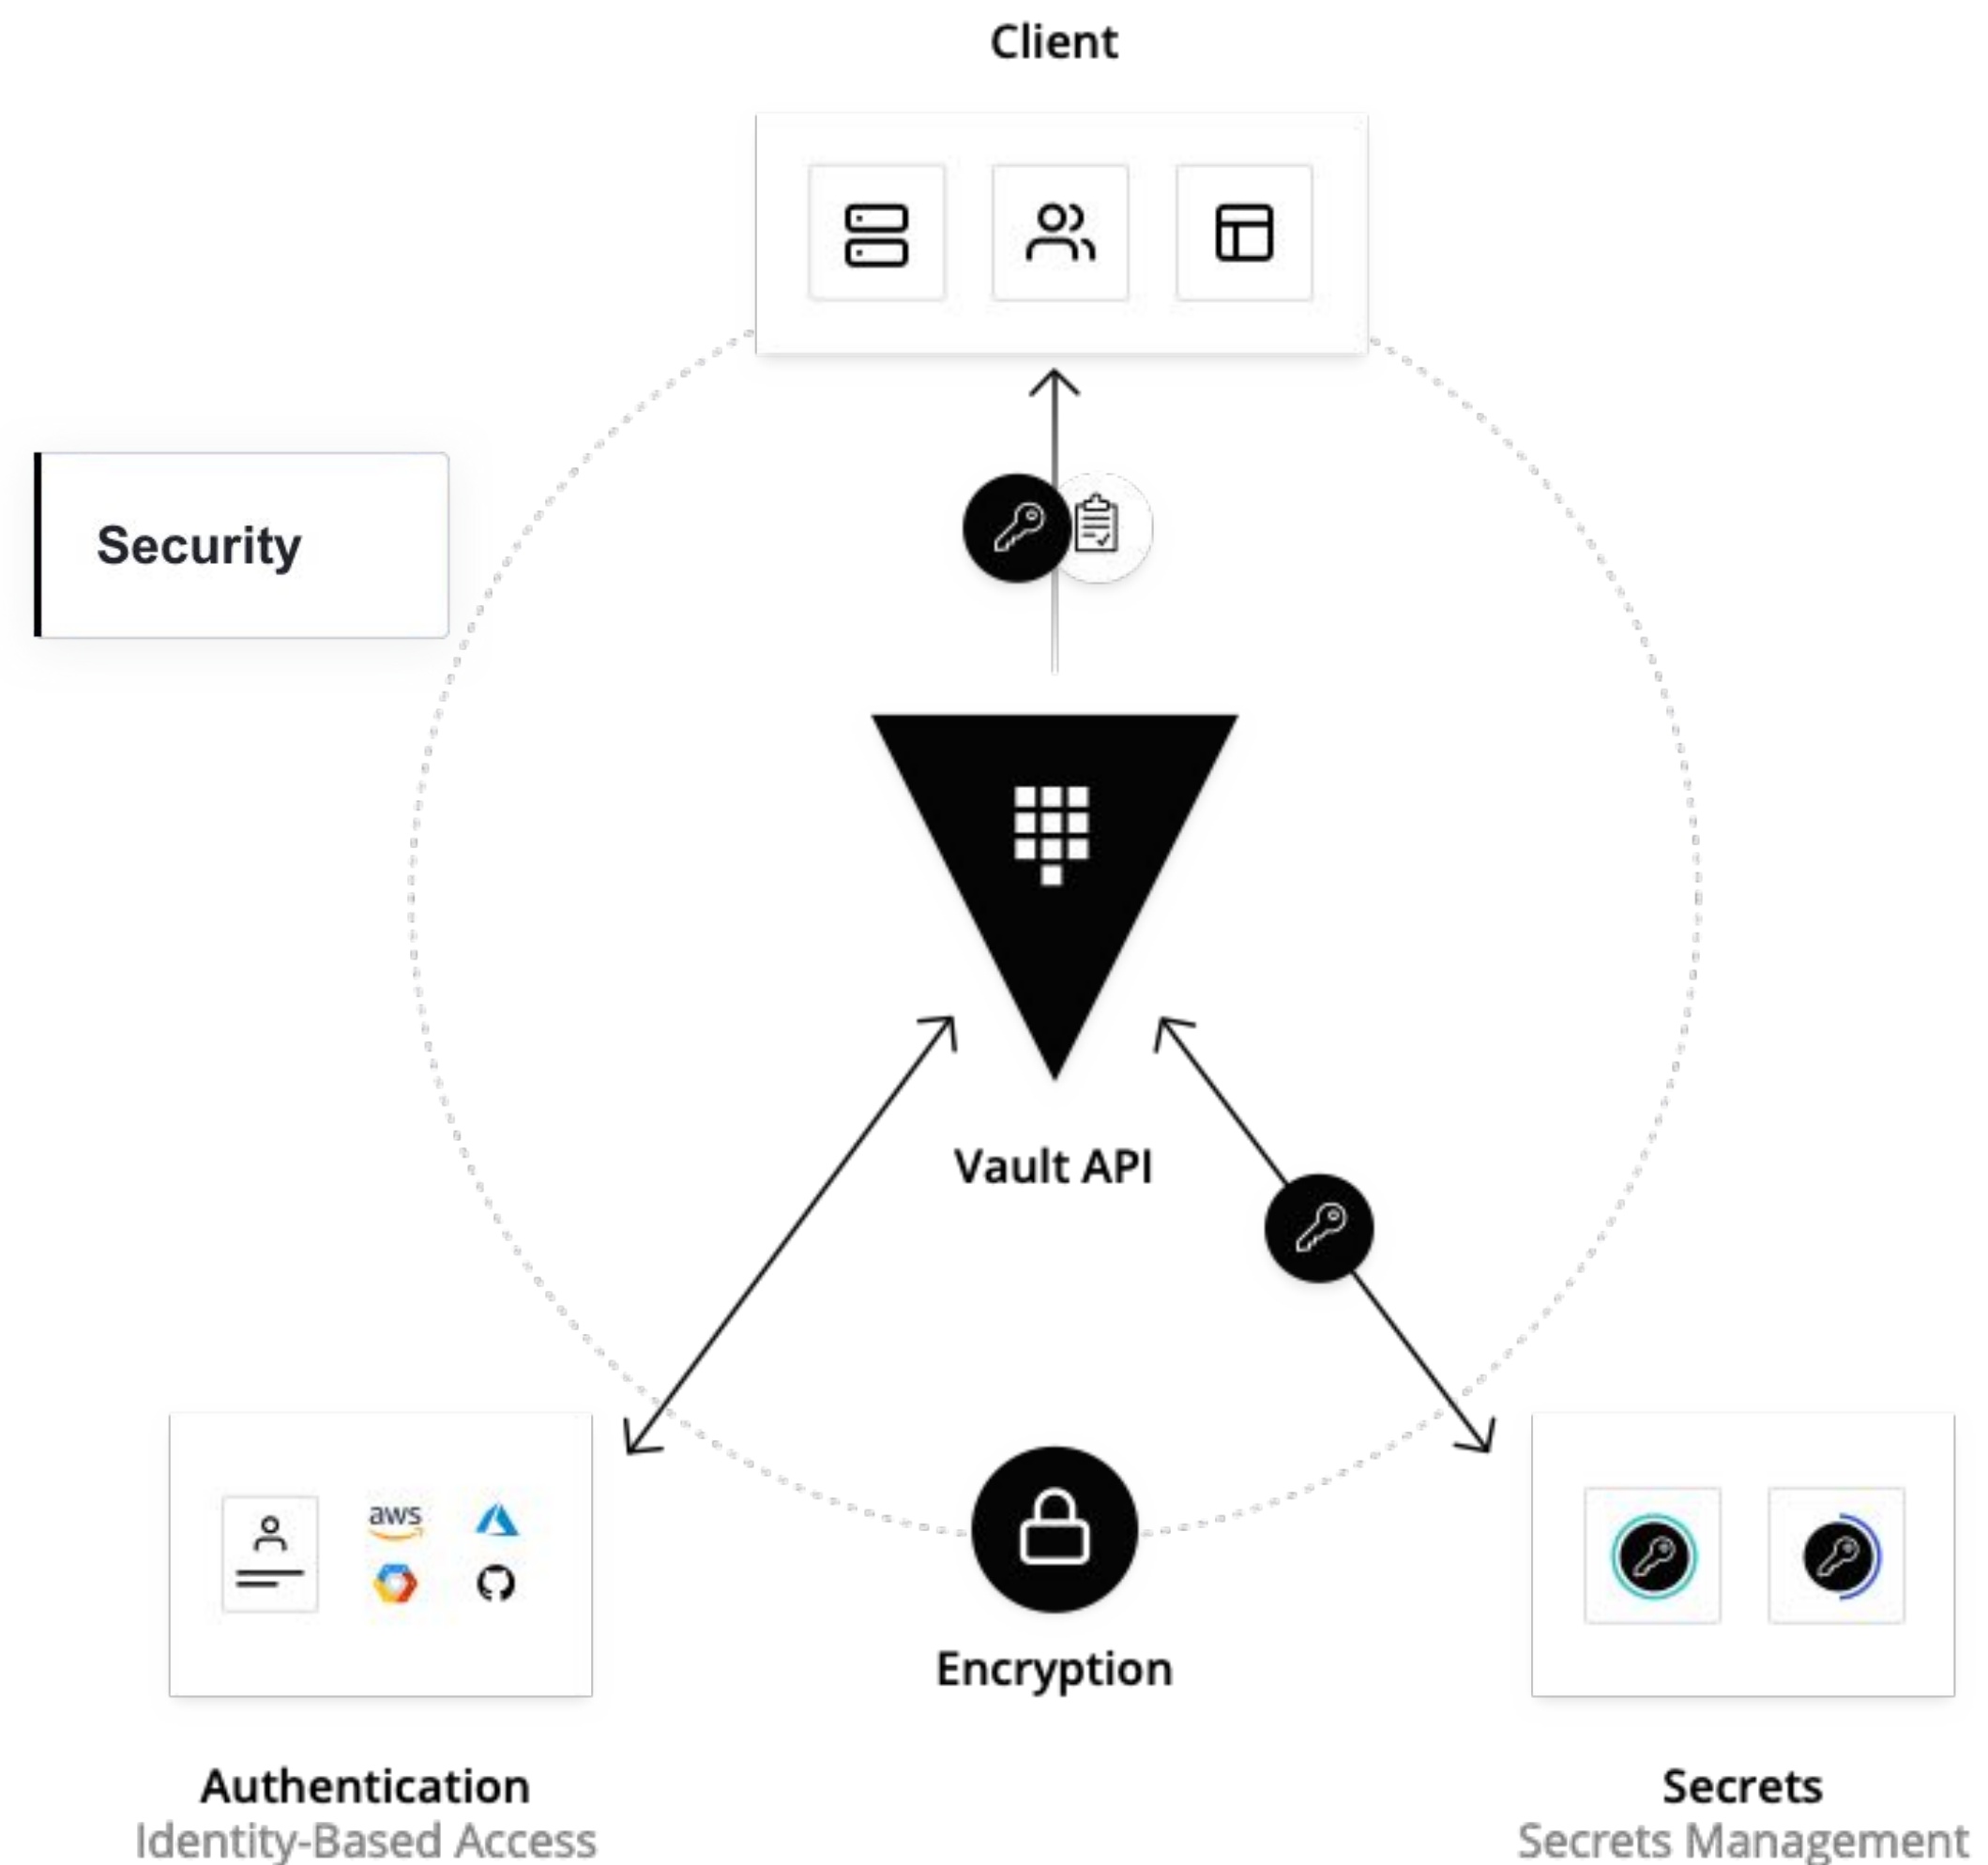 Client
Security
Vault API
aws
Encryption
Authentication
Identity-Based Access
Secrets
Secrets Management